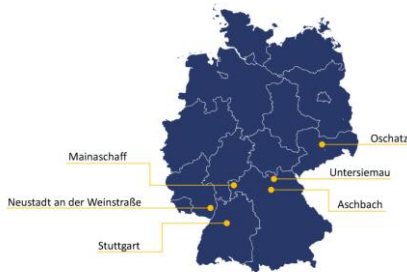 Oschatz
Mainaschaff
Untersiemau
Neustadt an der Weinstraße
Aschbach
Stuttgart